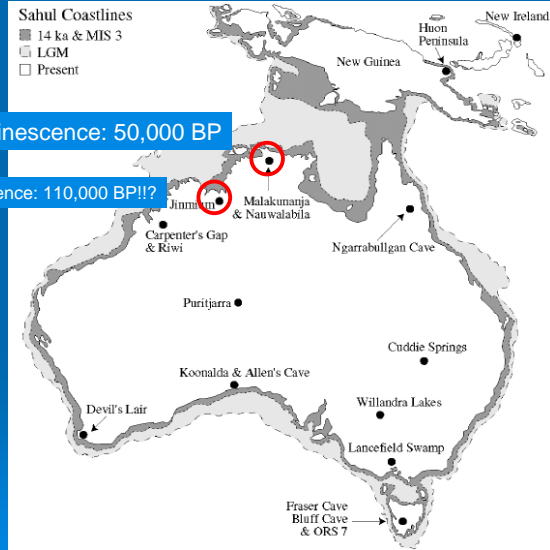 Sahul Coastlines
14 ka & MIS 3
LGM
Present
New Ireland
Huon
Peninsula
New Guinea
inescence: 50,000 BP
ence: 110,000 BP!!?
Malakunanja
& Nauwalabila
Carpenter's Gap
& Riwi
Ngarrabullgan Cave
Puritjarra
Cuddie Springs
Koonalda & Allen's Cave
Willandra Lakes
Devil's Lair
Lancefield Swamp
Fraser Cave
Bluff Cave
& ORS 7